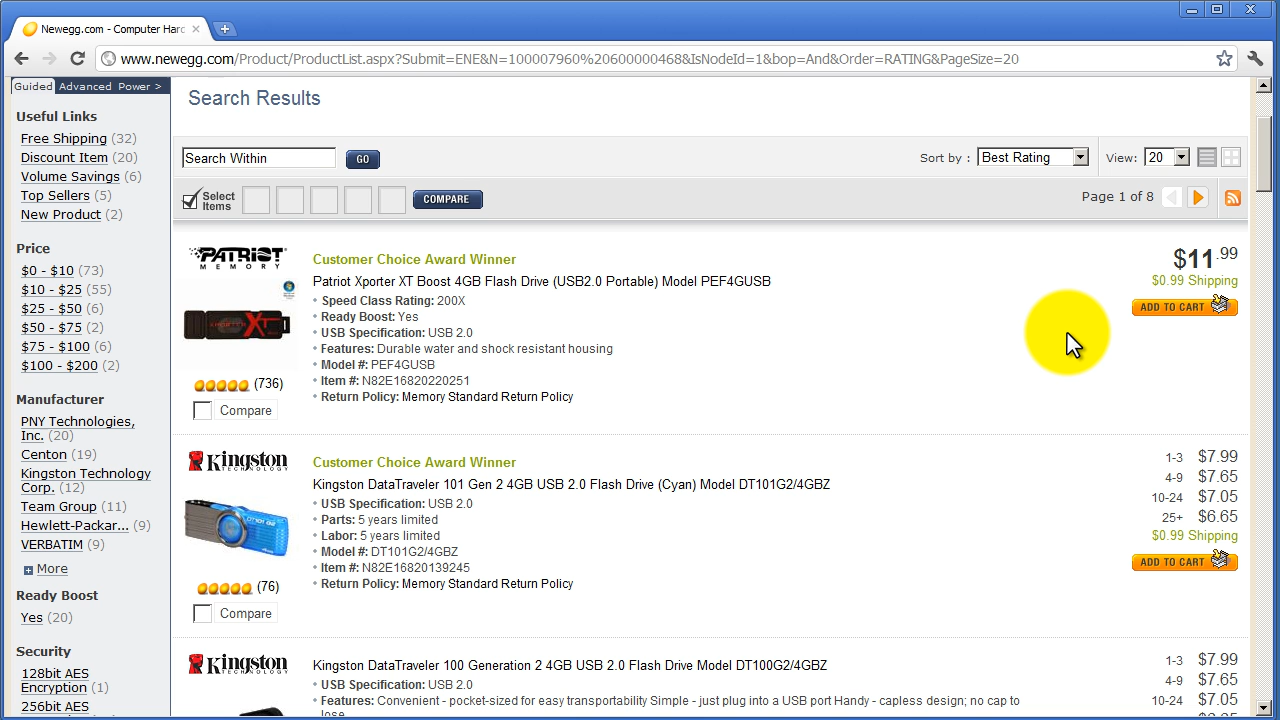 Newegg.com - Computer Hard
www.newegg.com/Product/ProductList.aspx?Submit=ENE&N=100007960%20600000468&IsNodeId=1&bop=And&Order=RATING&PageSize=20
Guided Advanced Power >
Useful Links
Free Shipping (32)
Discount Item (20)
Volume Savings (6)
Top Sellers (5)
New Product (2)
Price
$0 - $10 (73)
$10 - $25 (55)
$25 - $50 (6)
$50 - $75 (2)
$75 - $100 (6)
$100 - $200 (2)
Manufacturer
PNY Technologies,
Inc. (20)
Centon (19)
Kingston Technology
Corp. (12)
Team Group (11)
Hewlett-Packar... (9)
VERBATIM (9)
More
Ready Boost
Yes (20)
Security
128bit AES
Encryption (1)
256bit AES
Search Results
Search Within GO
Sort by : Best Rating View: 20
Select
Items
COMPARE
Page 1 of 8
PATRIOT
MEMORY
XPORTER XT
(736)
Compare
Customer Choice Award Winner
Patriot Xporter XT Boost 4GB Flash Drive (USB2.0 Portable) Model PEF4GUSB
Speed Class Rating: 200X
Ready Boost: Yes
USB Specification: USB 2.0
Features: Durable water and shock resistant housing
Model #: PEF4GUSB
Item #: N82E16820220251
Return Policy: Memory Standard Return Policy
$11.99
$0.99 Shipping
ADD TO CART
Kingston
TECHNOLOGY
DT101 G2
(76)
Compare
Customer Choice Award Winner
Kingston DataTraveler 101 Gen 2 4GB USB 2.0 Flash Drive (Cyan) Model DT101G2/4GBZ
USB Specification: USB 2.0
Parts: 5 years limited
Labor: 5 years limited
Model #: DT101G2/4GBZ
Item #: N82E16820139245
Return Policy: Memory Standard Return Policy
1-3 $7.99
4-9 $7.65
10-24 $7.05
25+ $6.65
$0.99 Shipping
ADD TO CART
Kingston
TECHNOLOGY
Kingston DataTraveler 100 Generation 2 4GB USB 2.0 Flash Drive Model DT100G2/4GBZ
USB Specification: USB 2.0
Features: Convenient - pocket-sized for easy transportability Simple - just plug into a USB port Handy - capless design; no cap to
lose
1-3 $7.99
4-9 $7.65
10-24 $7.05